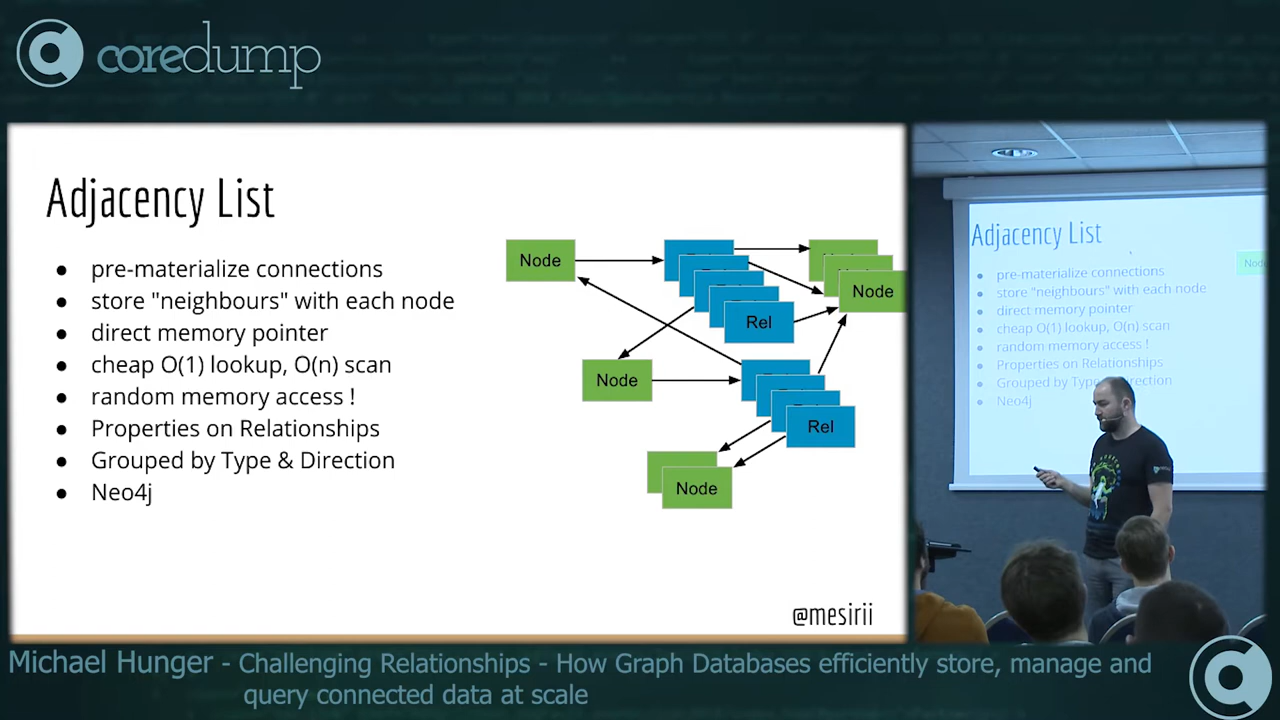 coredump
Adjacency List
● pre-materialize connections
● store "neighbours" with each node
● direct memory pointer
● cheap O(1) lookup, O(n) scan
● random memory access !
● Properties on Relationships
● Grouped by Type & Direction
● Neo4j
Node
Node
Rel
Node
Rel
Node
@mesirii
Adjacency List
● pre-materialize connections
● store "neighbours" with each node
● direct memory pointer
● cheap O(1) lookup, O(n) scan
● random memory access !
● Properties on Relationships
● Grouped by Type & Direction
● Neo4j
Michael Hunger - Challenging Relationships - How Graph Databases efficiently store, manage and
query connected data at scale